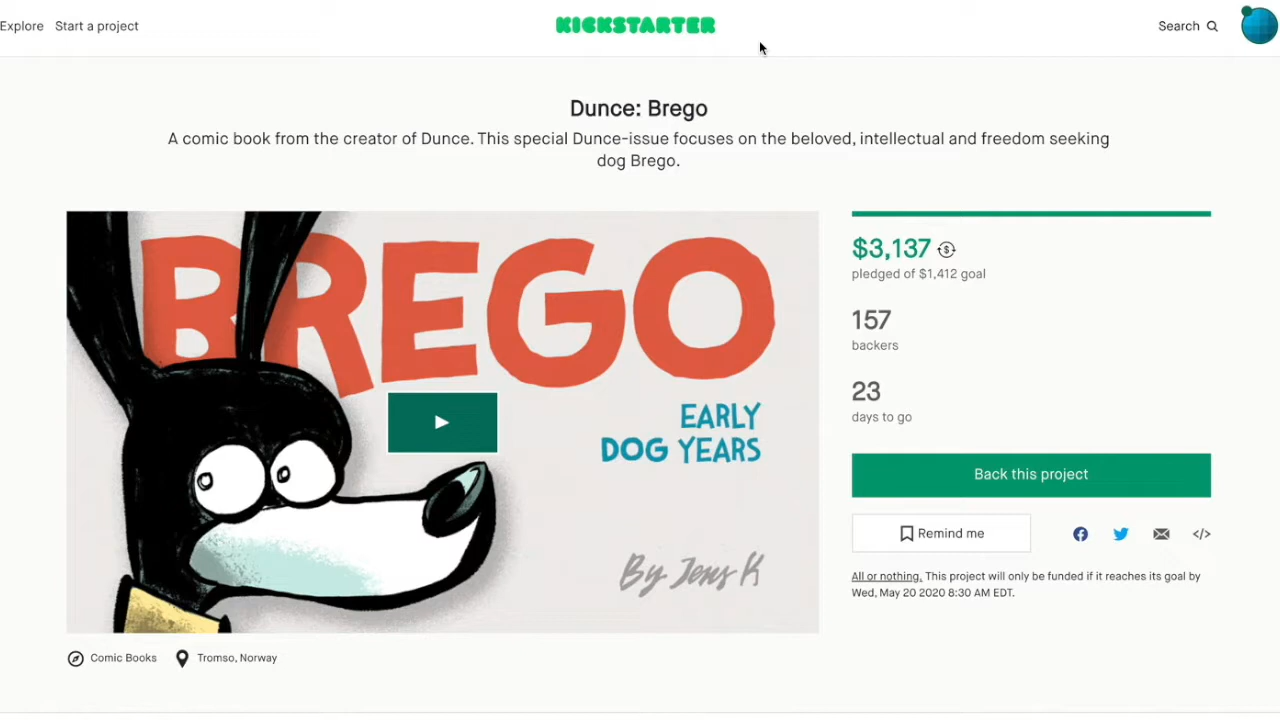 Explore Start a project KICKSTARTER Search
Dunce: Brego
A comic book from the creator of Dunce. This special Dunce-issue focuses on the beloved, intellectual and freedom seeking
dog Brego.
BREGO
EARLY
DOG YEARS
By Jens K
$3,137
pledged of $1,412 goal
157
backers
23
days to go
Back this project
Remind me
All or nothing. This project will only be funded if it reaches its goal by
Wed, May 20 2020 8:30 AM EDT.
Comic Books Tromso, Norway